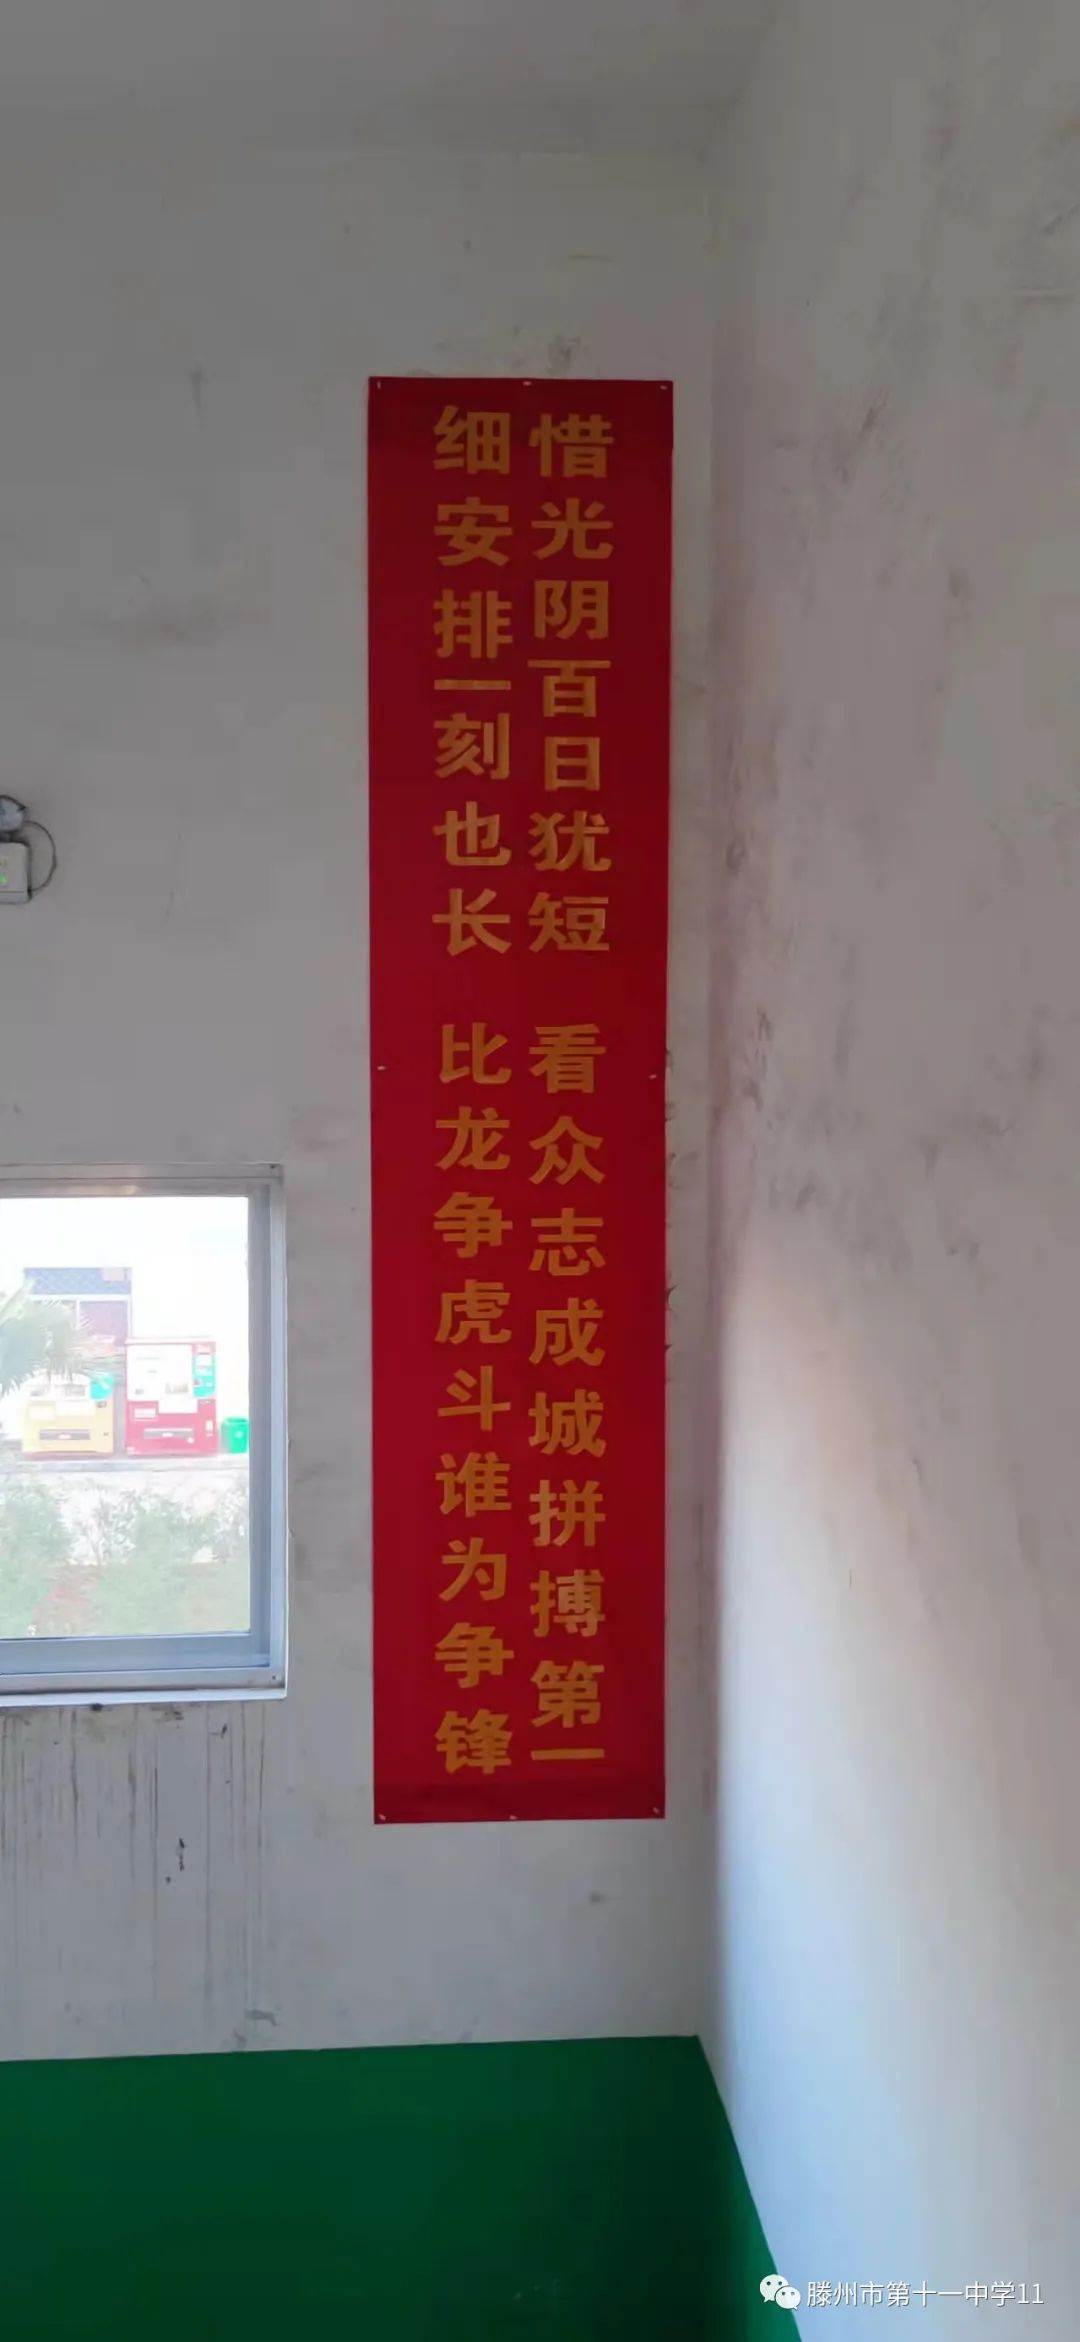 惜光阴百日犹短 看众志成城拼搏第一
细安排一刻也长 比龙争虎斗谁为争锋
滕州市第十一中学11